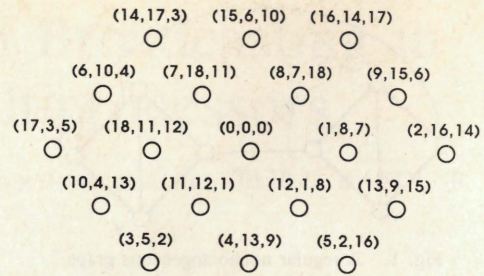 (14,17,3) (15,6,10) (16,14,17)
(6,10,4) (7,18,11) (8,7,18) (9,15,6)
(17,3,5) (18,11,12) (0,0,0) (1,8,7) (2,16,14)
(10,4,13) (11,12,1) (12,1,8) (13,9,15)
(3,5,2) (4,13,9) (5,2,16)